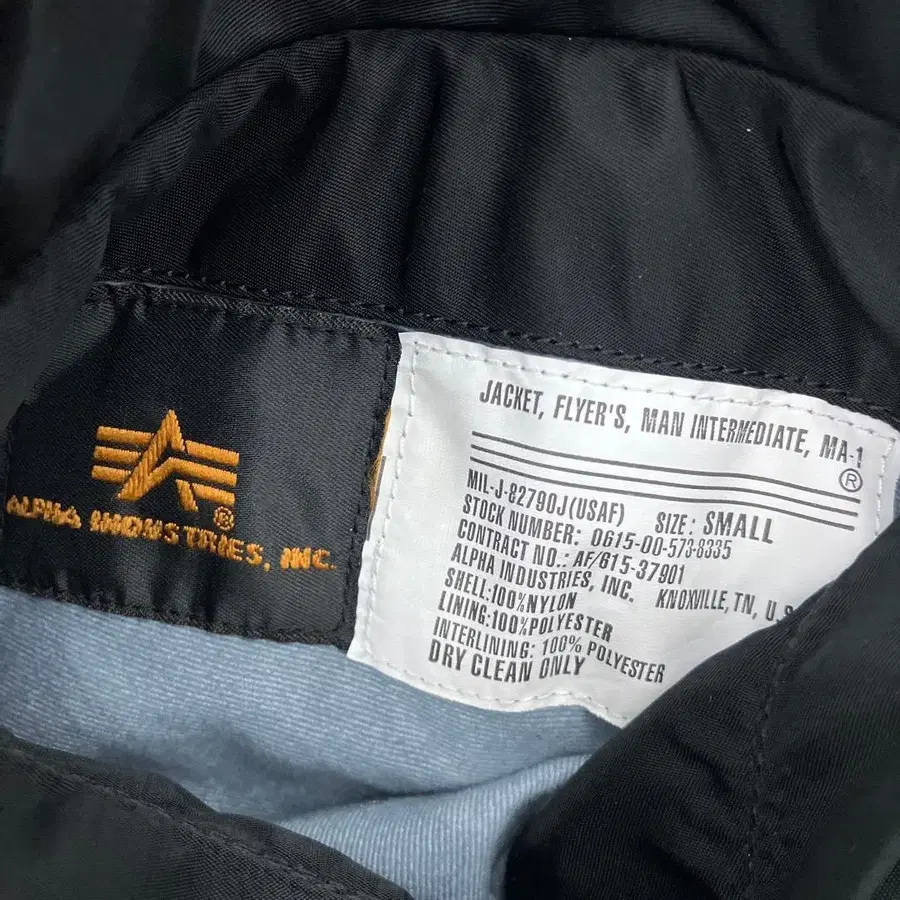 ALPHA INDUSTRIES, INC.
®
JACKET, FLYER'S, MAN INTERMEDIATE, MA-1
®
MIL-J-82790J(USAF) SIZE: SMALL
STOCK NUMBER: 0615-00-573-8335
CONTRACT NO.: AF/615-37901
ALPHA INDUSTRIES, INC. KNOXVILLE, TN, U.S
SHELL:100%NYLON
LINING:100%POLYESTER
INTERLINING: 100% POLYESTER
DRY CLEAN ONLY